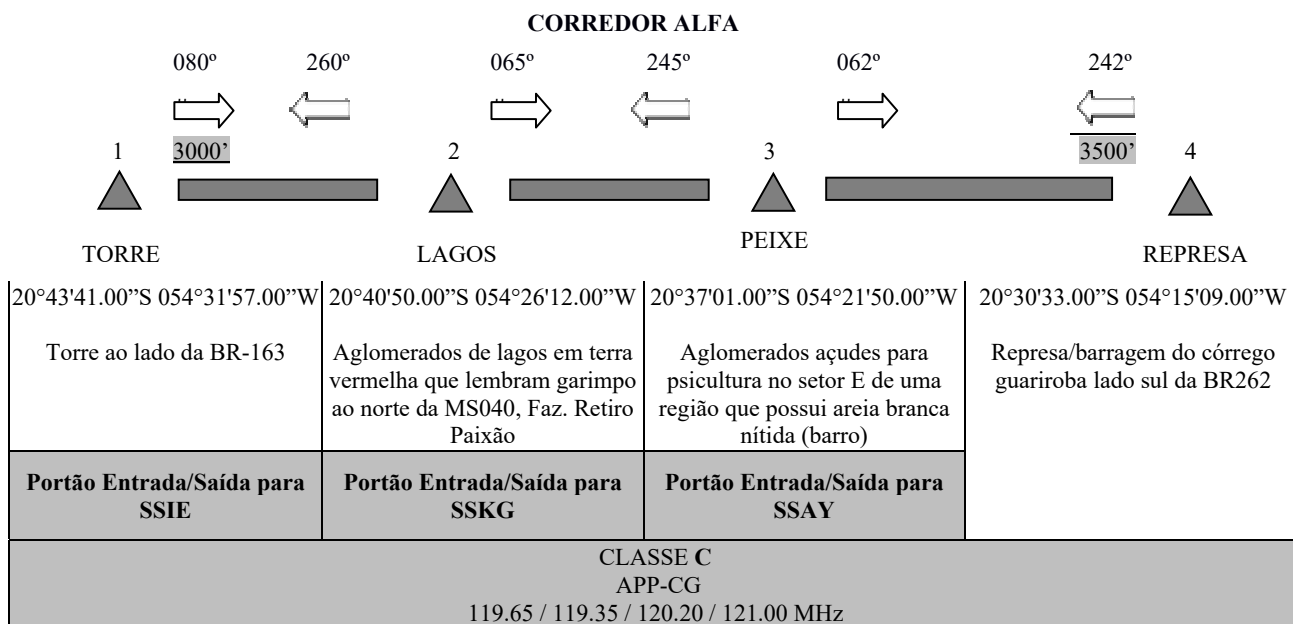 CORREDOR ALFA
080º 260º 065º 245º 062º 242º
1 3000’ 2 3 3500’ 4
TORRE LAGOS PEIXE REPRESA
20°43'41.00”S 054°31'57.00”W 20°40'50.00”S 054°26'12.00”W 20°37'01.00”S 054°21'50.00”W 20°30'33.00”S 054°15'09.00”W
Torre ao lado da BR-163
Aglomerados de lagos em terra
vermelha que lembram garimpo
ao norte da MS040, Faz. Retiro
Paixão
Aglomerados açudes para
psicultura no setor E de uma
região que possui areia branca
nítida (barro)
Represa/barragem do córrego
guariroba lado sul da BR262
Portão Entrada/Saída para
SSIE
Portão Entrada/Saída para
SSKG
Portão Entrada/Saída para
SSAY
CLASSE C
APP-CG
119.65 / 119.35 / 120.20 / 121.00 MHz